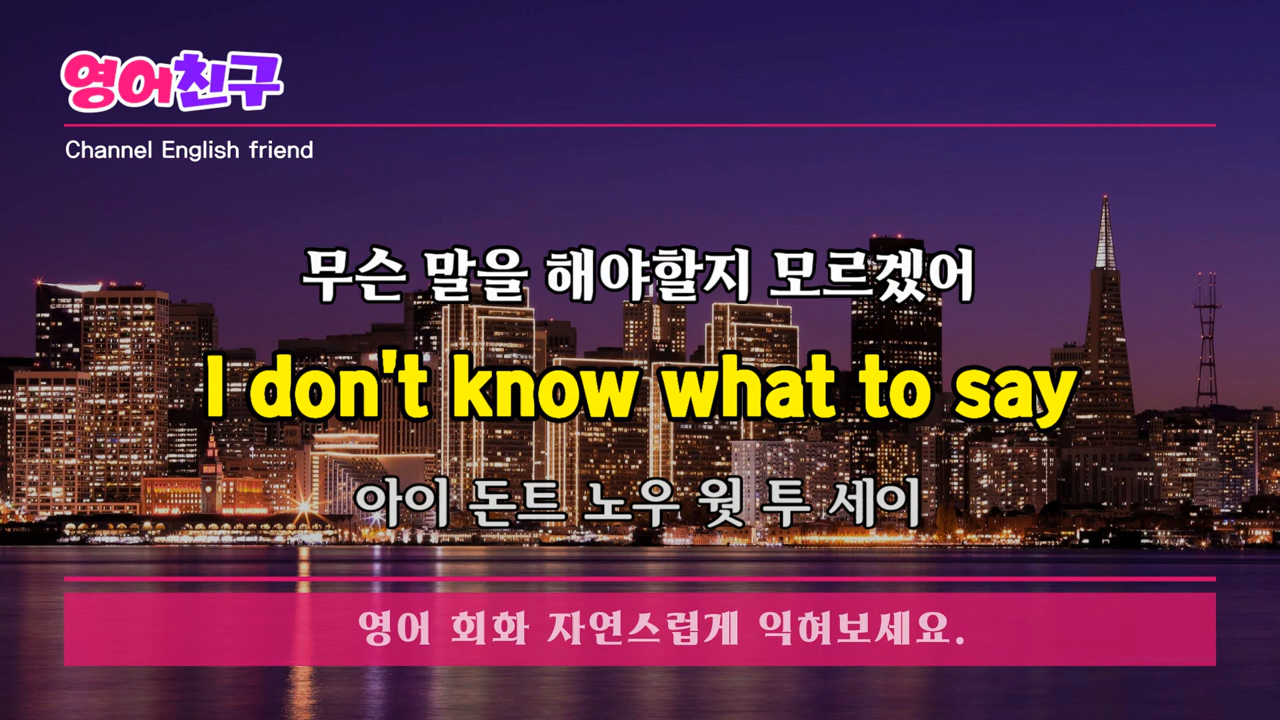 영어친구
Channel English friend
무슨 말을 해야할지 모르겠어
I don't know what to say
아이 돈트 노우 웟 투 세이
영어 회화 자연스럽게 익혀보세요.